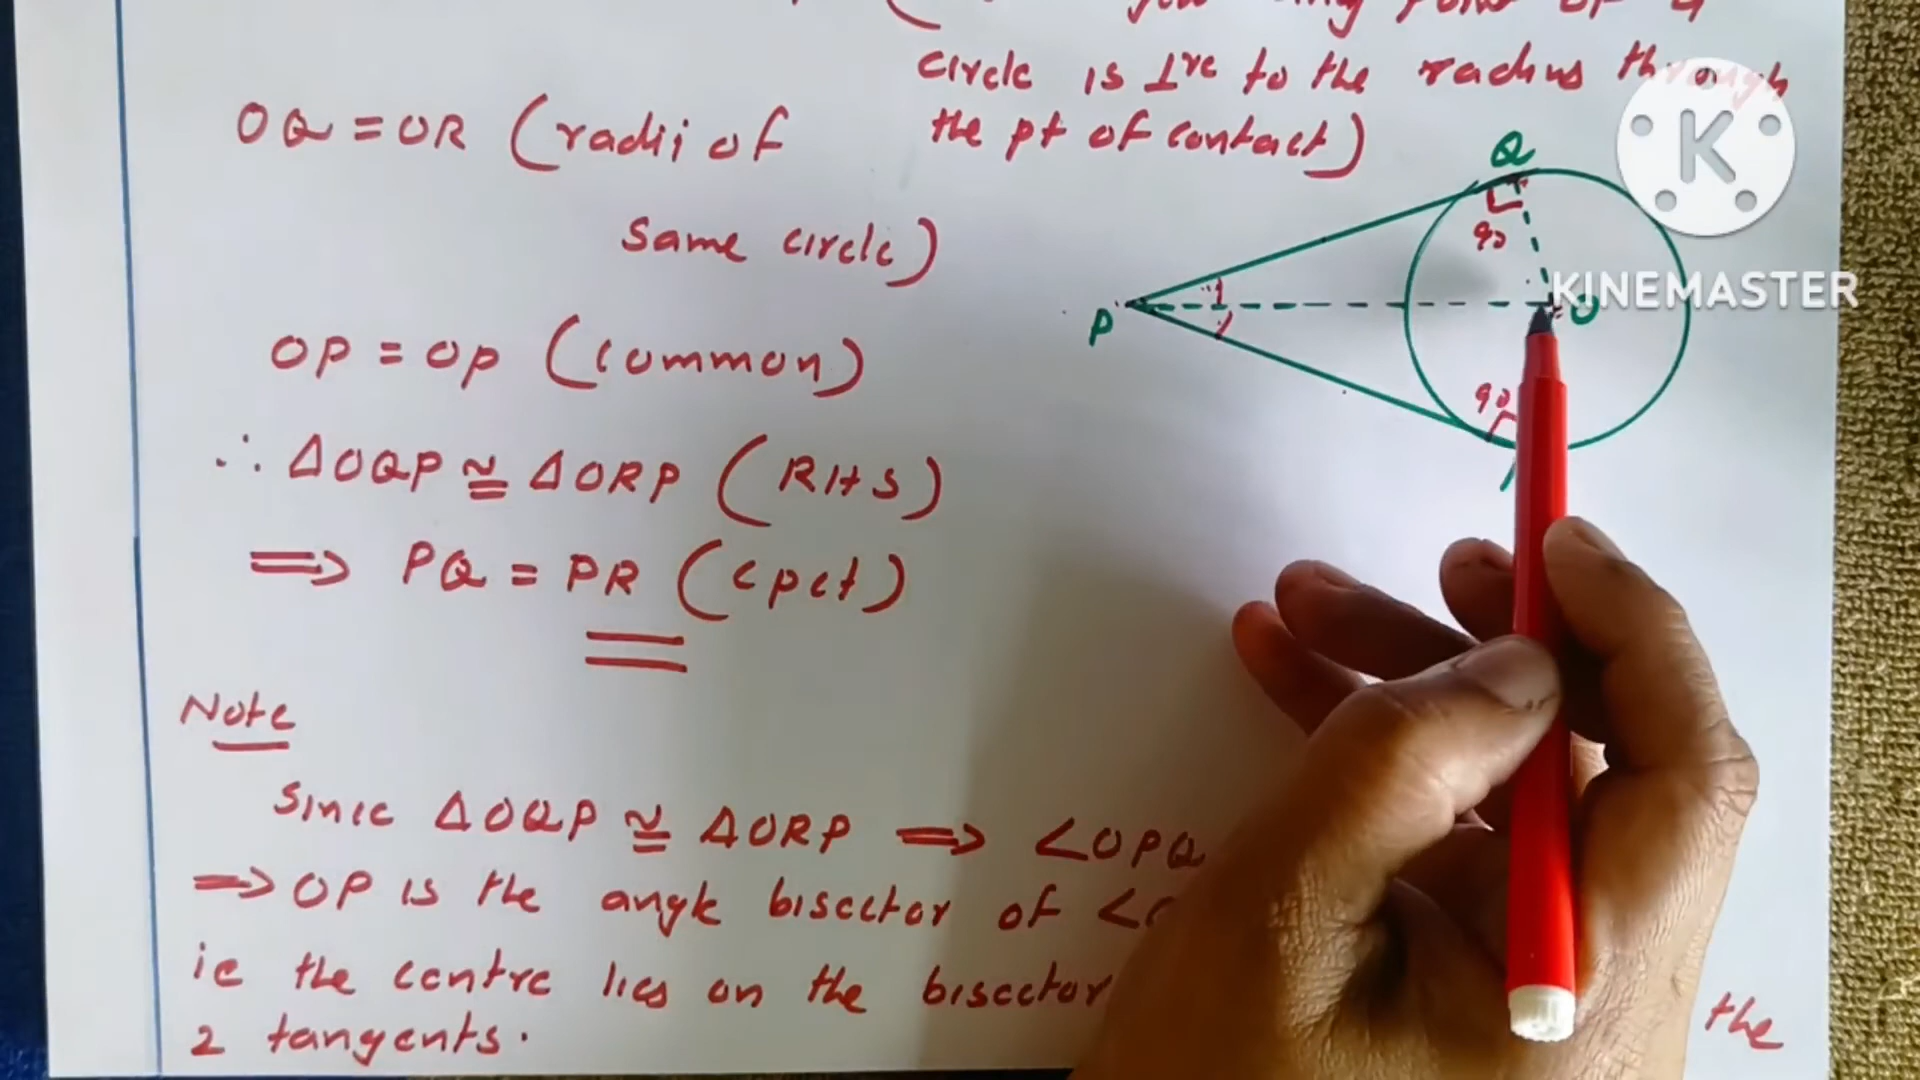 circle is ⊥re to the radius through
the pt of contact)
OQ = OR (radii of
same circle)
OP = OP (common)
∴ ΔOQP ≅ ΔORP (RHS)
⇒ PQ = PR (cpct)
Note
Since ΔOQP ≅ ΔORP ⇒ ∠OPQ
⇒ OP is the angle bisector of
ie the centre lies on the bisector
the
2 tangents.
Q
90
P
O
90
K
KINEMASTER